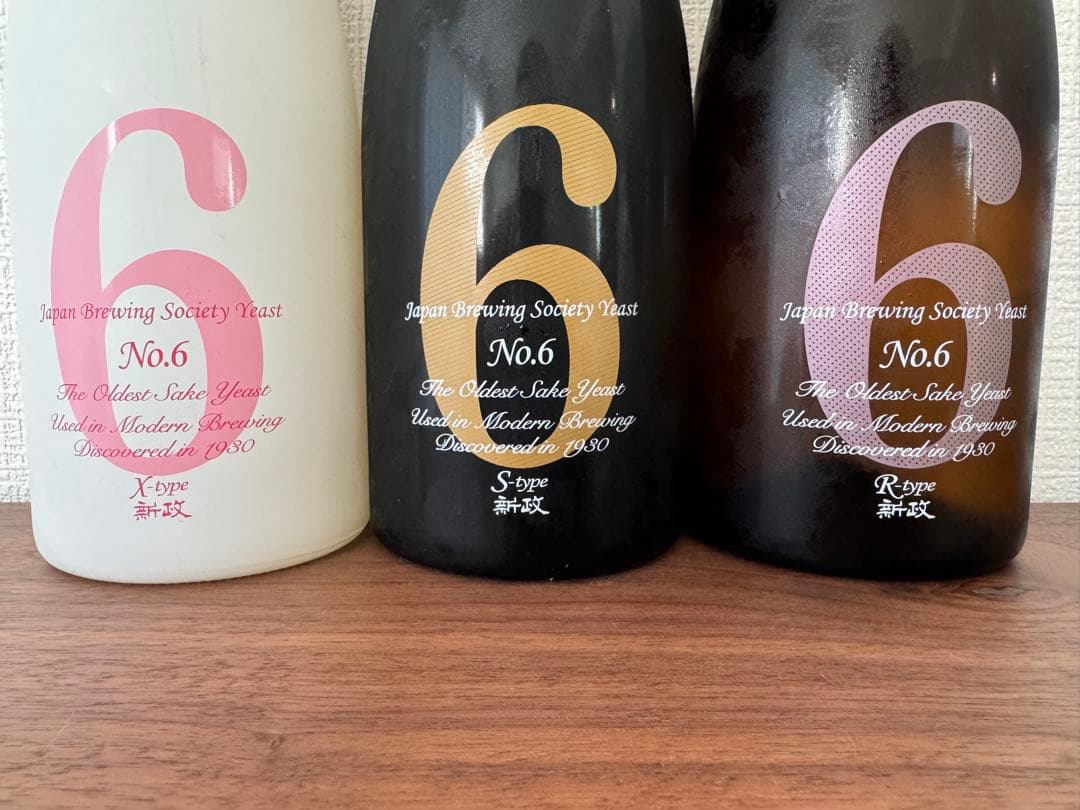 6
Japan Brewing Society Yeast
No.6
The Oldest Sake Yeast
Used in Modern Brewing
Discovered in 1930
X-type
新政
6
Japan Brewing Society Yeast
No.6
The Oldest Sake Yeast
Used in Modern Brewing
Discovered in 1930
S-type
新政
6
Japan Brewing Society Yeast
No.6
The Oldest Sake Yeast
Used in Modern Brewing
Discovered in 1930
R-type
新政